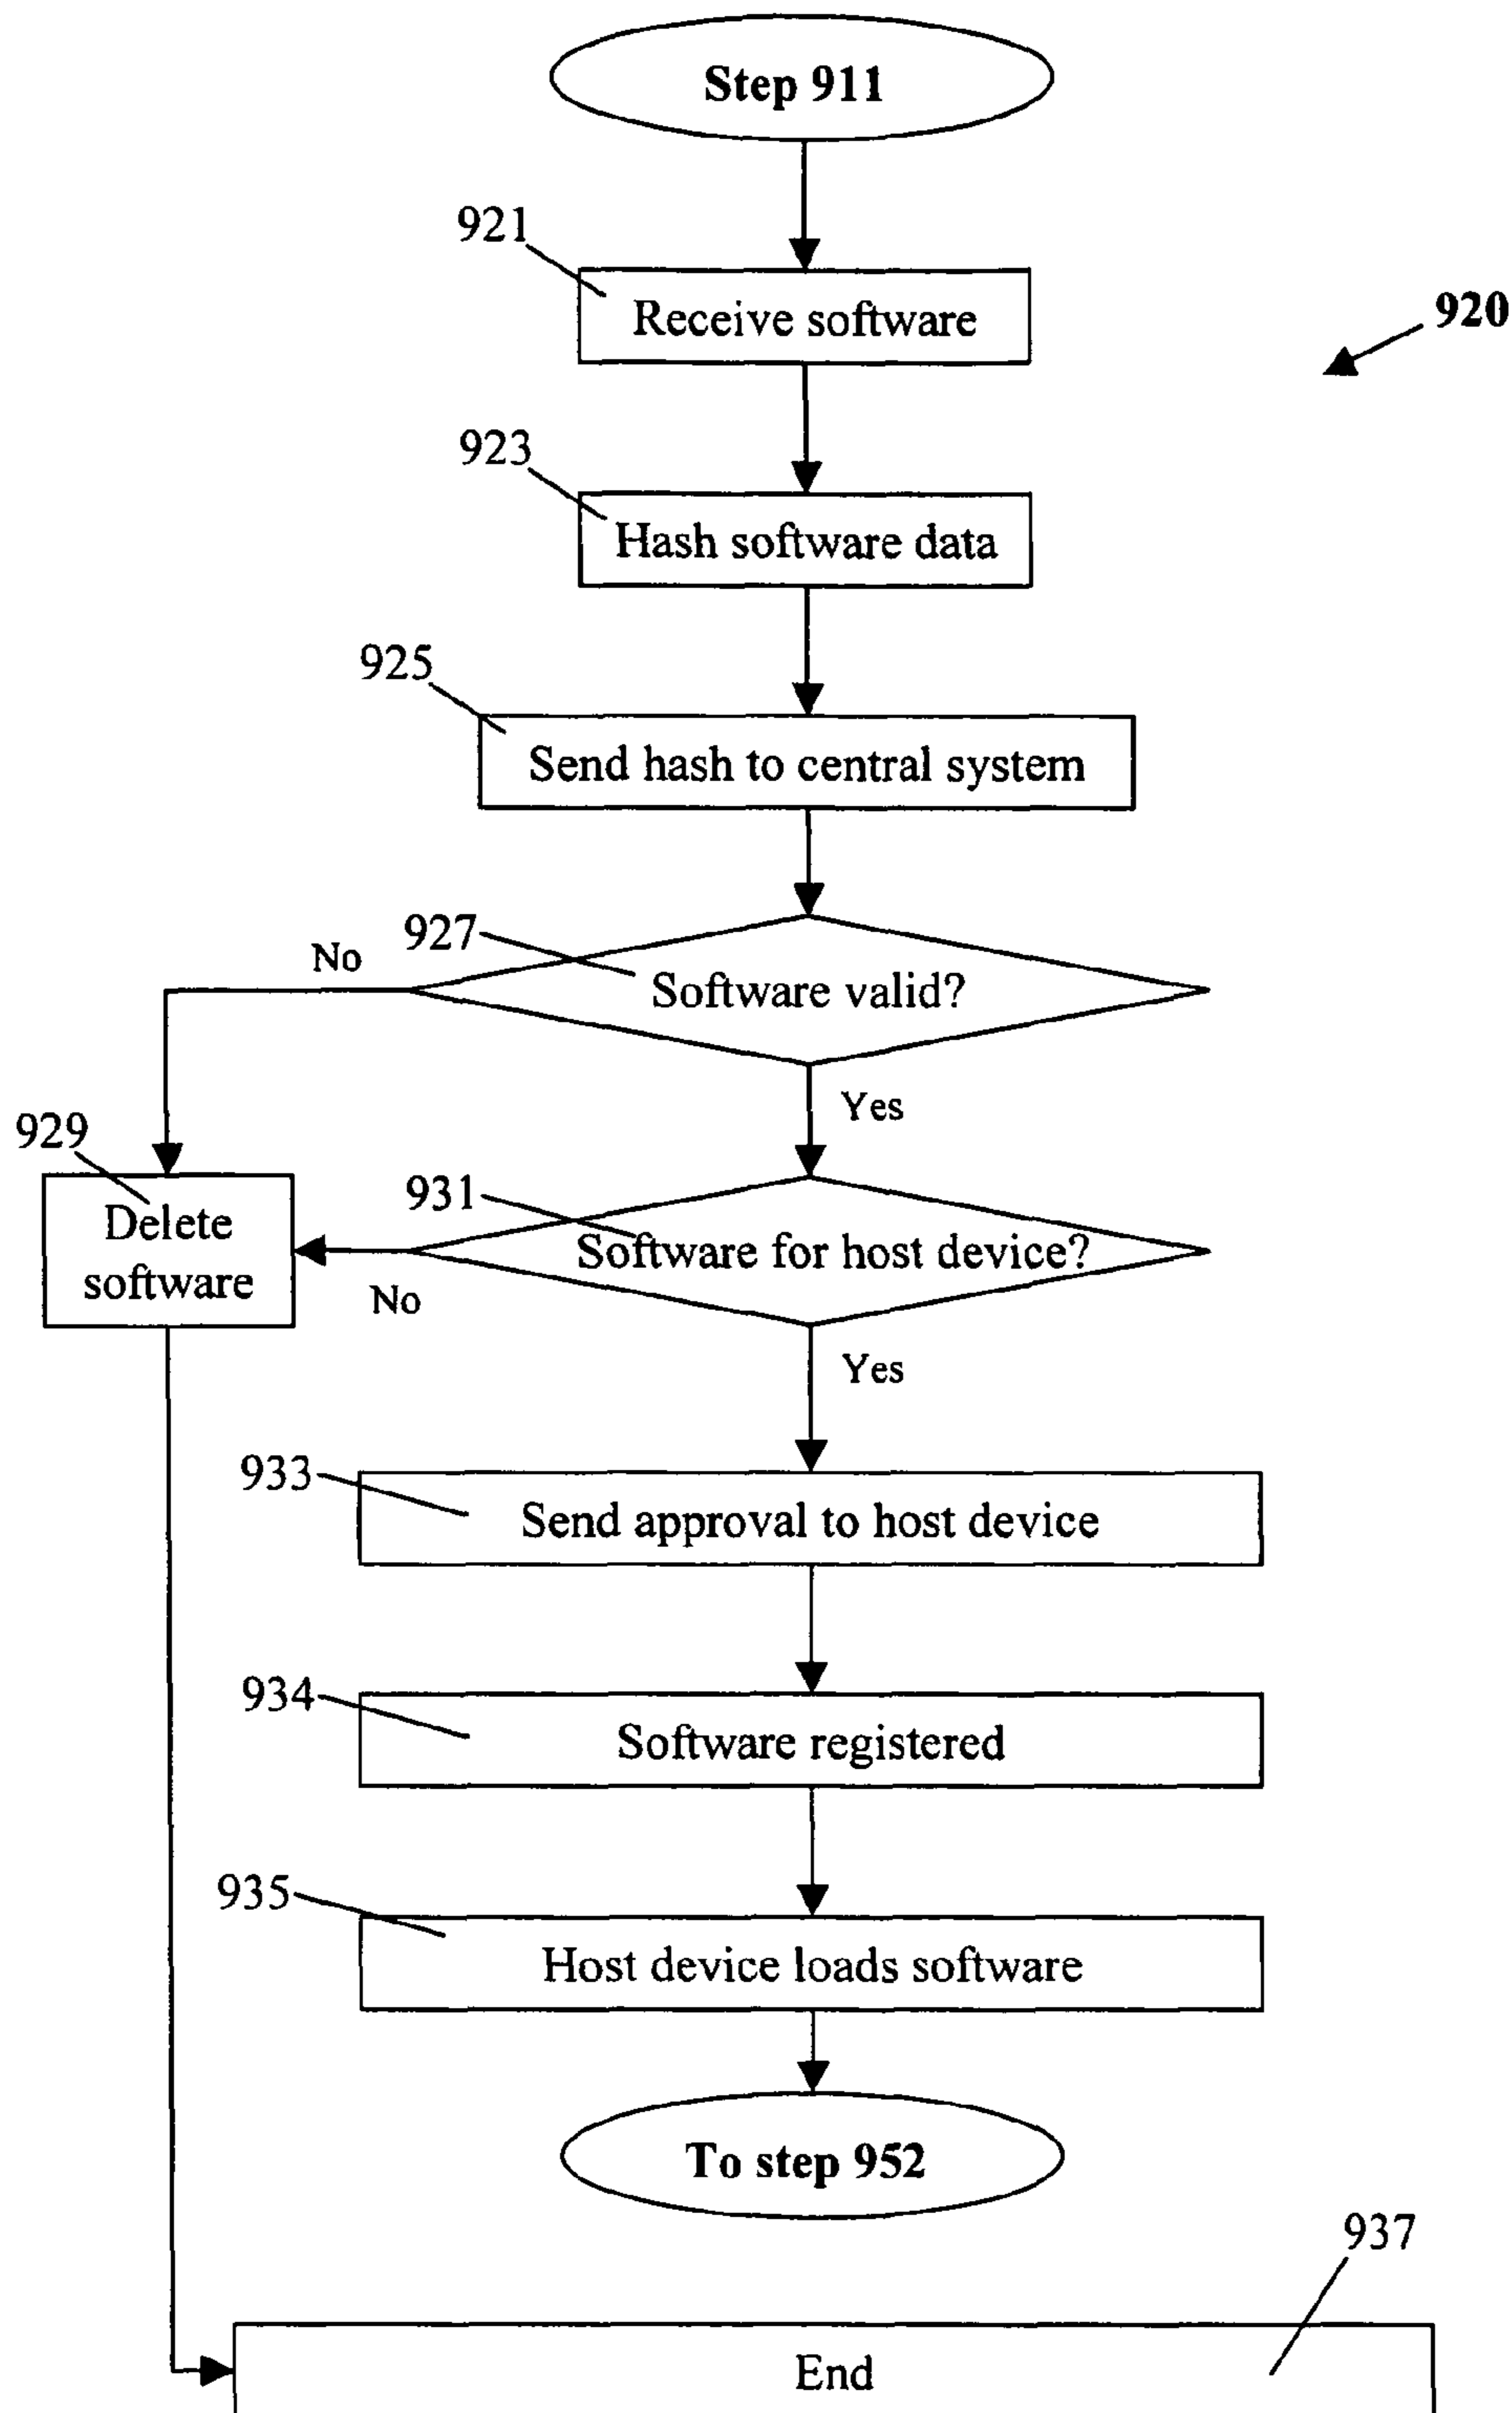 Step 911
921
Receive software
920
923
Hash software data
925
Send hash to central system
927
No
Software valid?
Yes
929
Delete
software
931
Software for host device?
No
Yes
933
Send approval to host device
934
Software registered
935
Host device loads software
To step 952
937
End